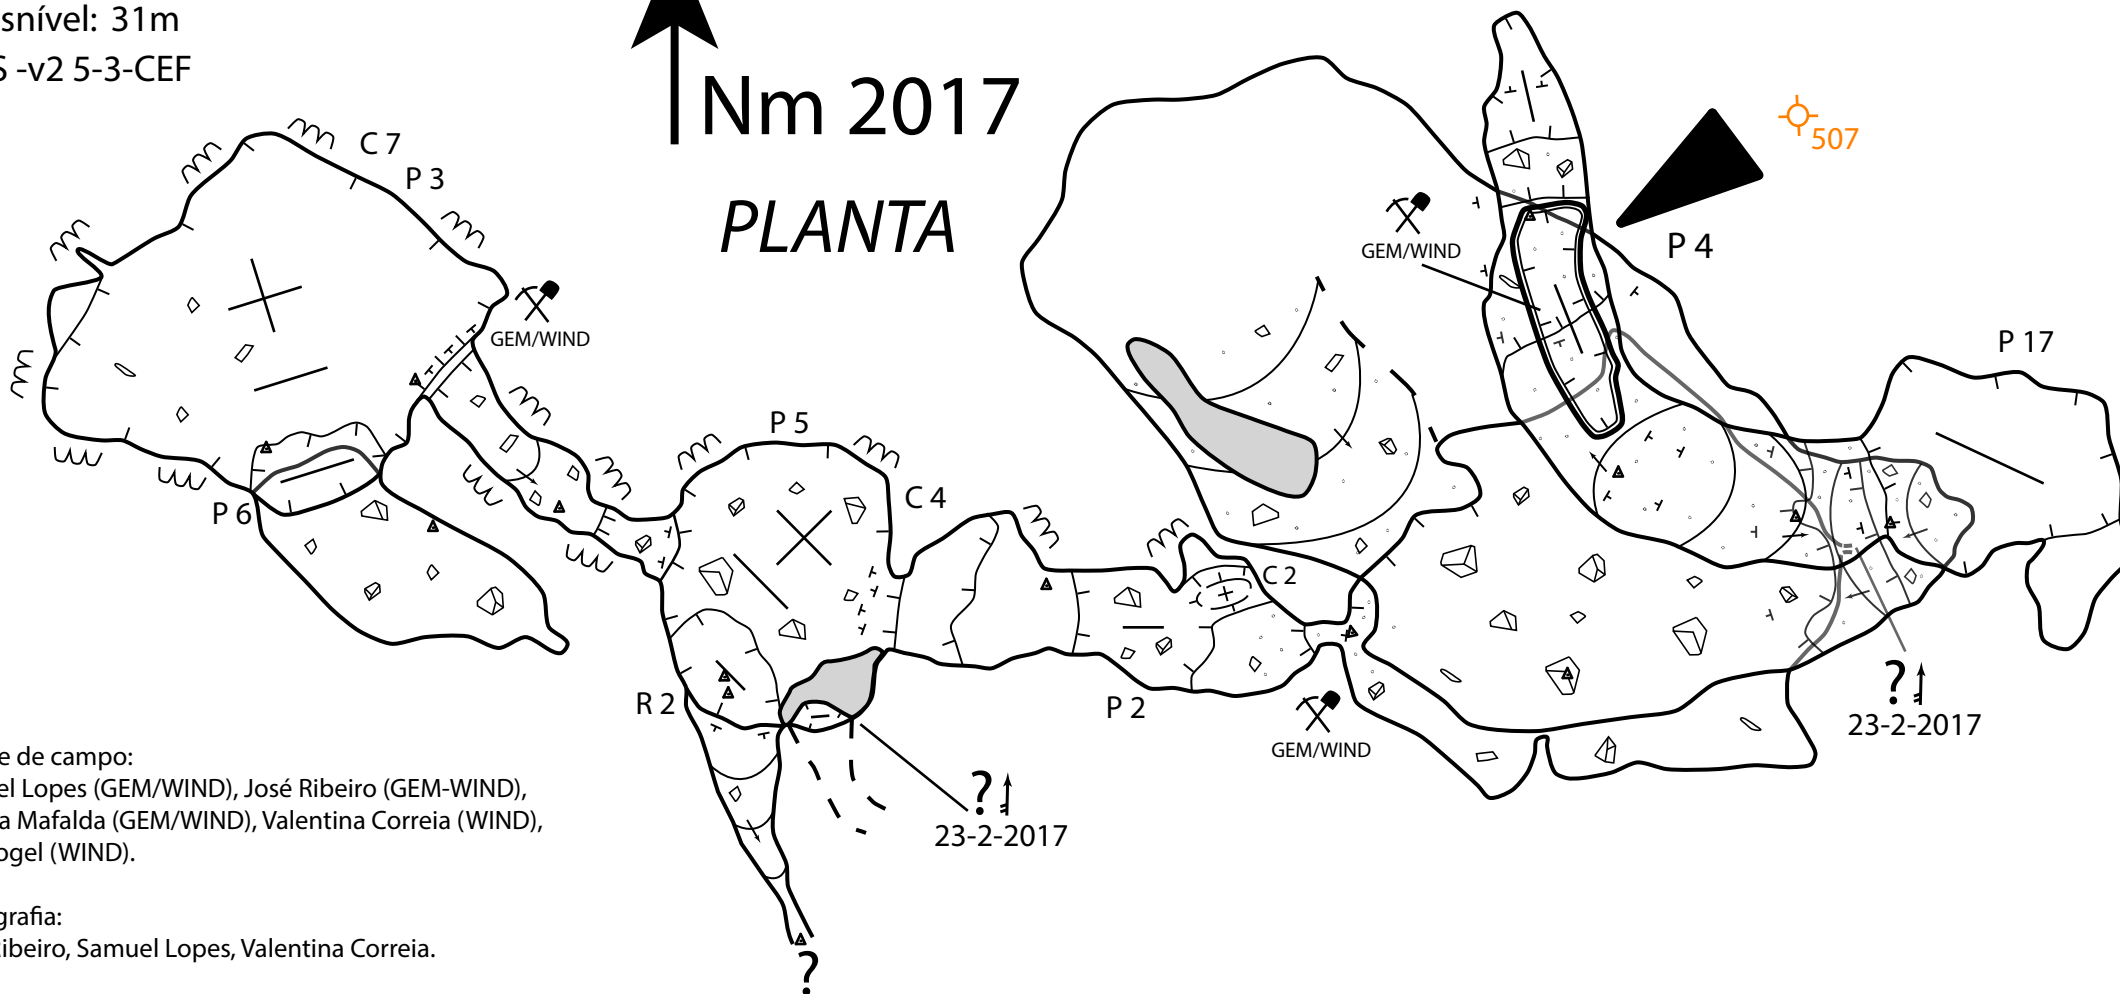 snível: 31m
S -v2 5-3-CEF
Nm 2017
PLANTA
C 7
P 3
507
GEM/WIND
P 4
GEM/WIND
P 17
P 5
C 4
P 6
C 2
R 2
P 2
GEM/WIND
?
23-2-2017
?
23-2-2017
e de campo:
el Lopes (GEM/WIND), José Ribeiro (GEM-WIND),
a Mafalda (GEM/WIND), Valentina Correia (WIND),
ogel (WIND).
grafia:
ibeiro, Samuel Lopes, Valentina Correia.
?